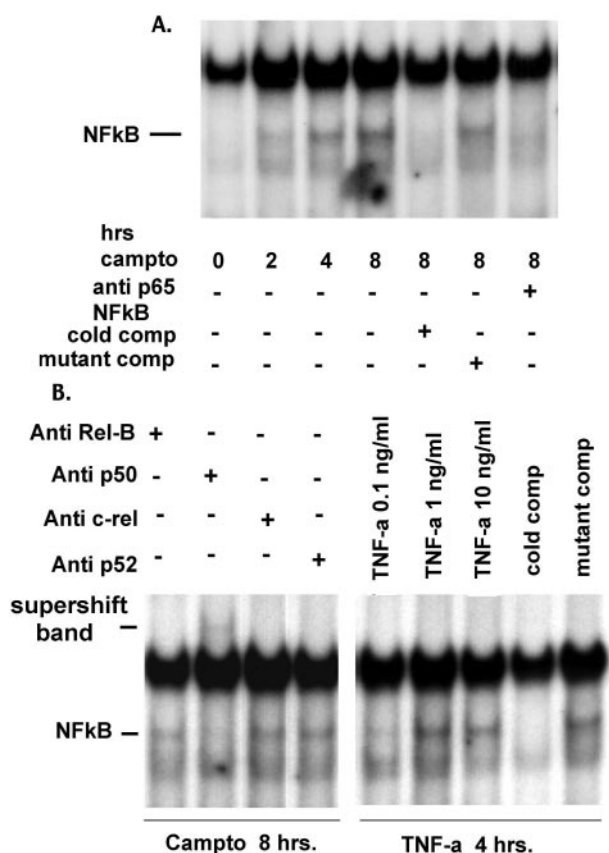 A.
NFkB
hrs
campto 0 2 4 8 8 8 8
anti p65 - - - - - - +
NFkB
cold comp - - - - + - -
mutant comp - - - - - + -
B.
Anti Rel-B + - - -
Anti p50 - + - -
Anti c-rel - - + -
Anti p52 - - - +
TNF-a 0.1 ng/ml
TNF-a 1 ng/ml
TNF-a 10 ng/ml
cold comp
mutant comp
supershift
band
NFkB
Campto 8 hrs.
TNF-a 4 hrs.